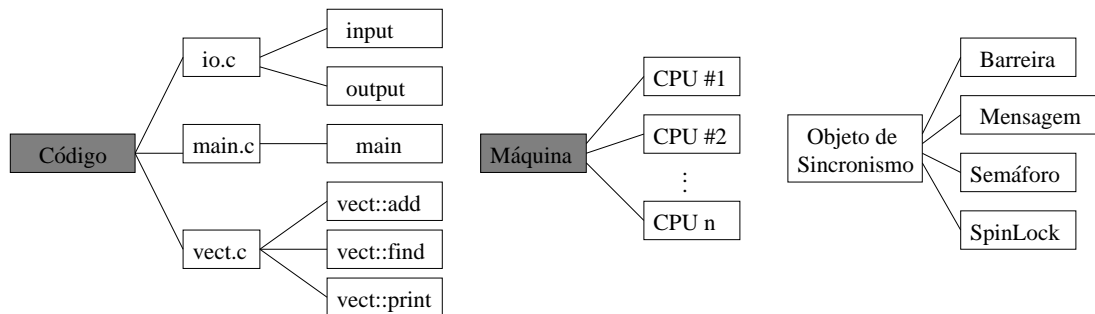 Código
io.c
input
output
main.c
main
vect.c
vect::add
vect::find
vect::print
Máquina
CPU #1
CPU #2
⋮
CPU n
Objeto de
Sincronismo
Barreira
Mensagem
Semáforo
SpinLock